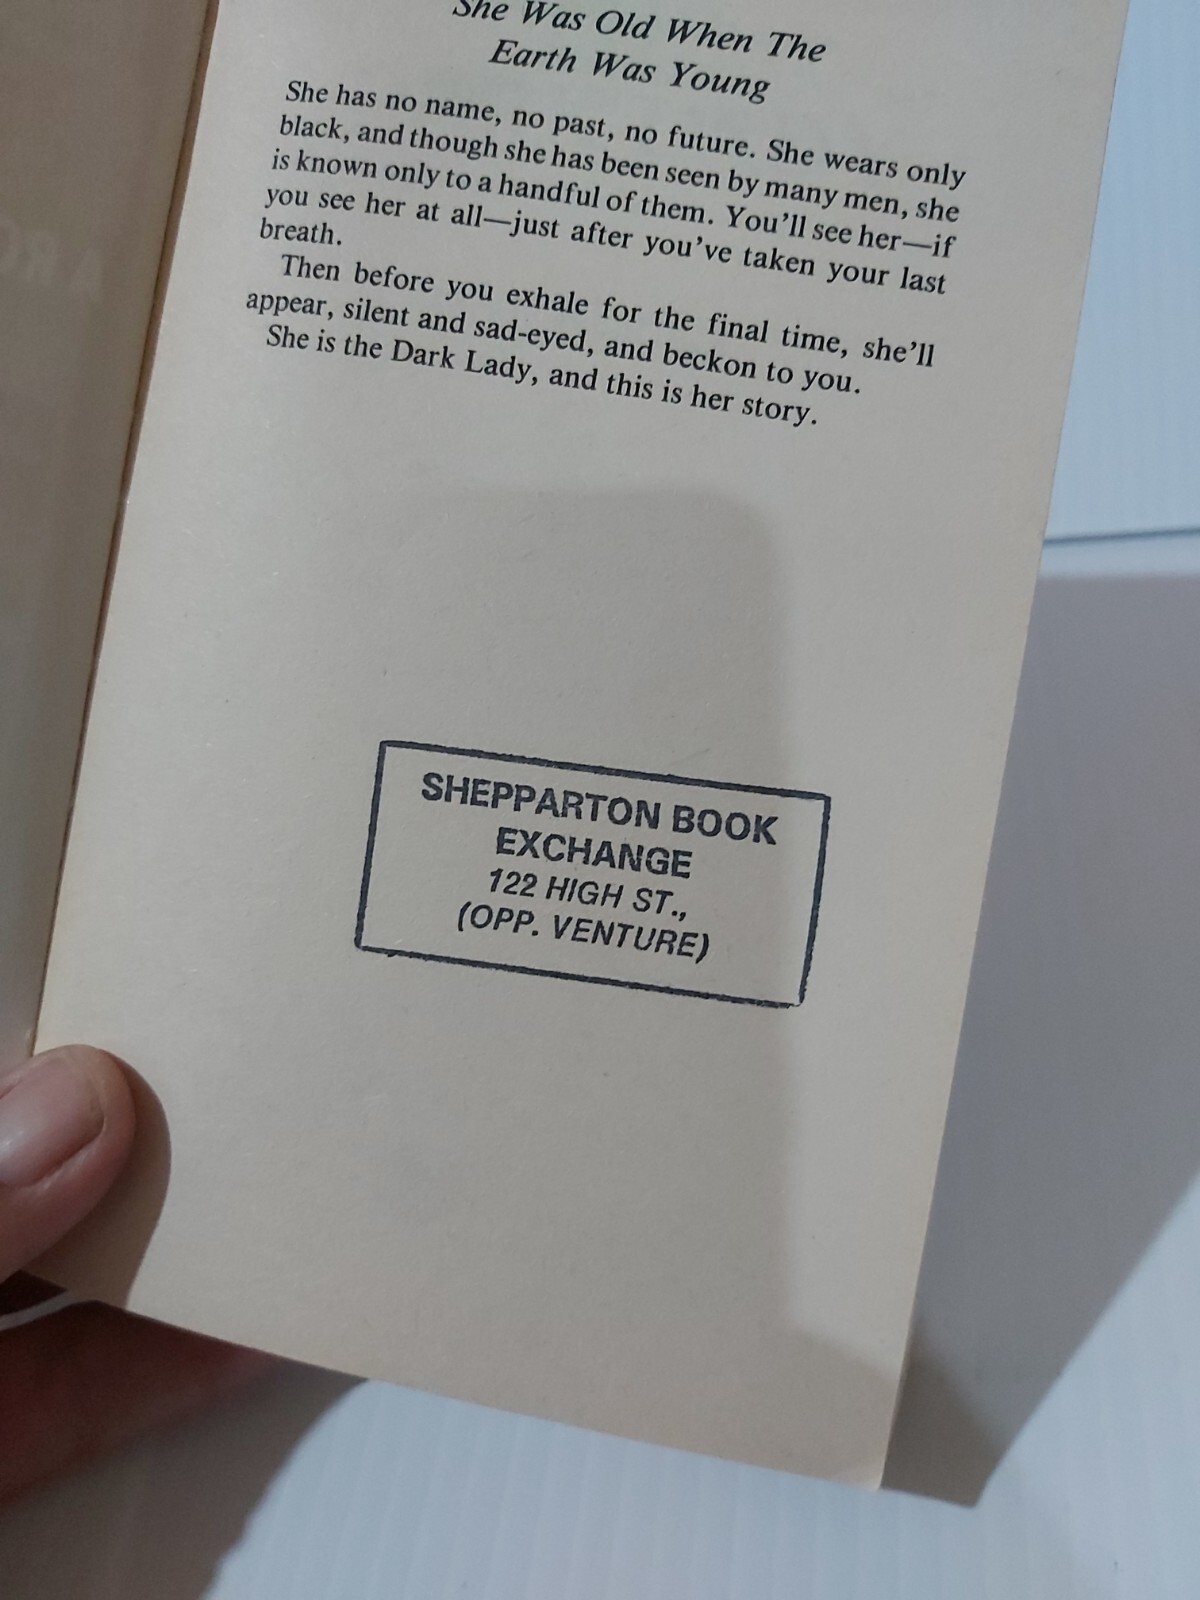 She Was Old When The
Earth Was Young
She has no name, no past, no future. She wears only
black, and though she has been seen by many men, she
is known only to a handful of them. You'll see her—if
you see her at all—just after you've taken your last
breath.
Then before you exhale for the final time, she'll
appear, silent and sad-eyed, and beckon to you.
She is the Dark Lady, and this is her story.
SHEPPARTON BOOK
EXCHANGE
122 HIGH ST.,
(OPP. VENTURE)